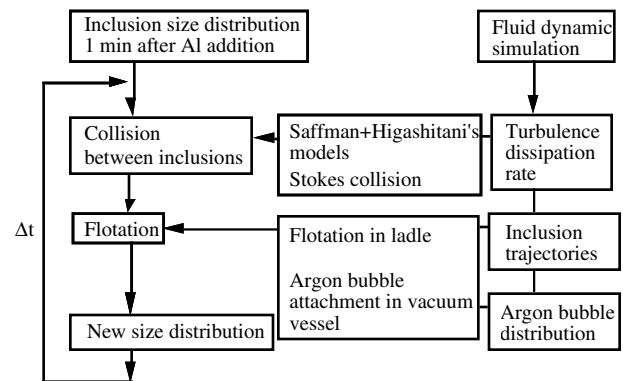 Inclusion size distribution
1 min after Al addition
Fluid dynamic
simulation
Collision
between inclusions
Saffman+Higashitani's
models
Stokes collision
Turbulence
dissipation
rate
Δt
Flotation
Flotation in ladle
Argon bubble
attachment in vacuum
vessel
Inclusion
trajectories
New size distribution
Argon bubble
distribution